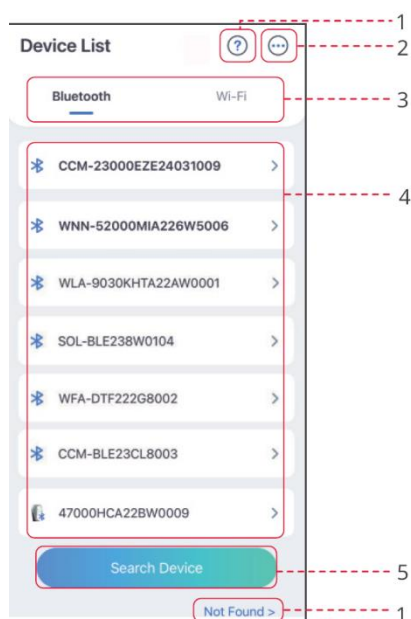 1
Device List ? ... 2
Bluetooth Wi-Fi 3
CCM-23000EZE24031009 >
4
WNN-52000MIA226W5006 >
WLA-9030KHTA22AW0001 >
SOL-BLE238W0104 >
WFA-DTF222G8002 >
CCM-BLE23CL8003 >
47000HCA22BW0009 >
Search Device 5
Not Found > 1